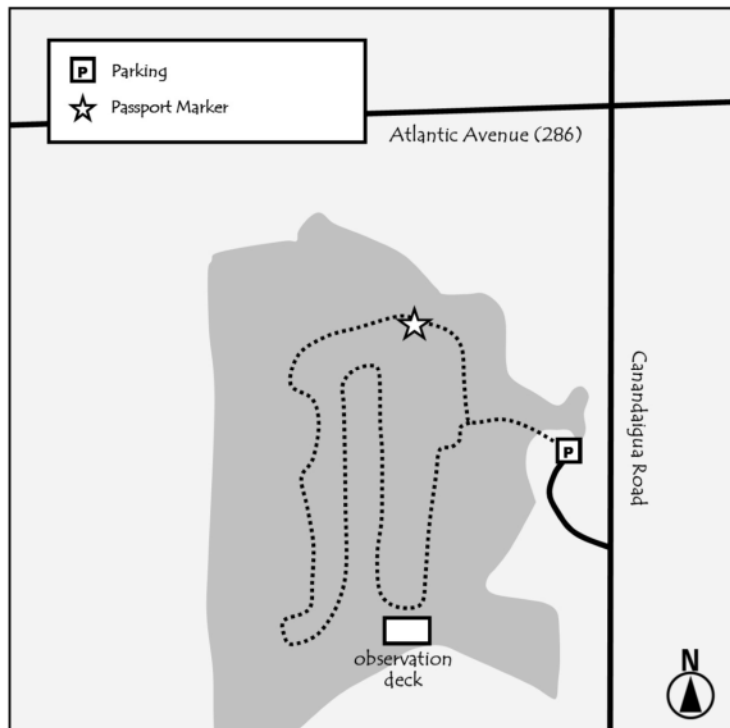 P Parking
Passport Marker
Atlantic Avenue (286)
Canandaigua Road
P
observation
deck
N